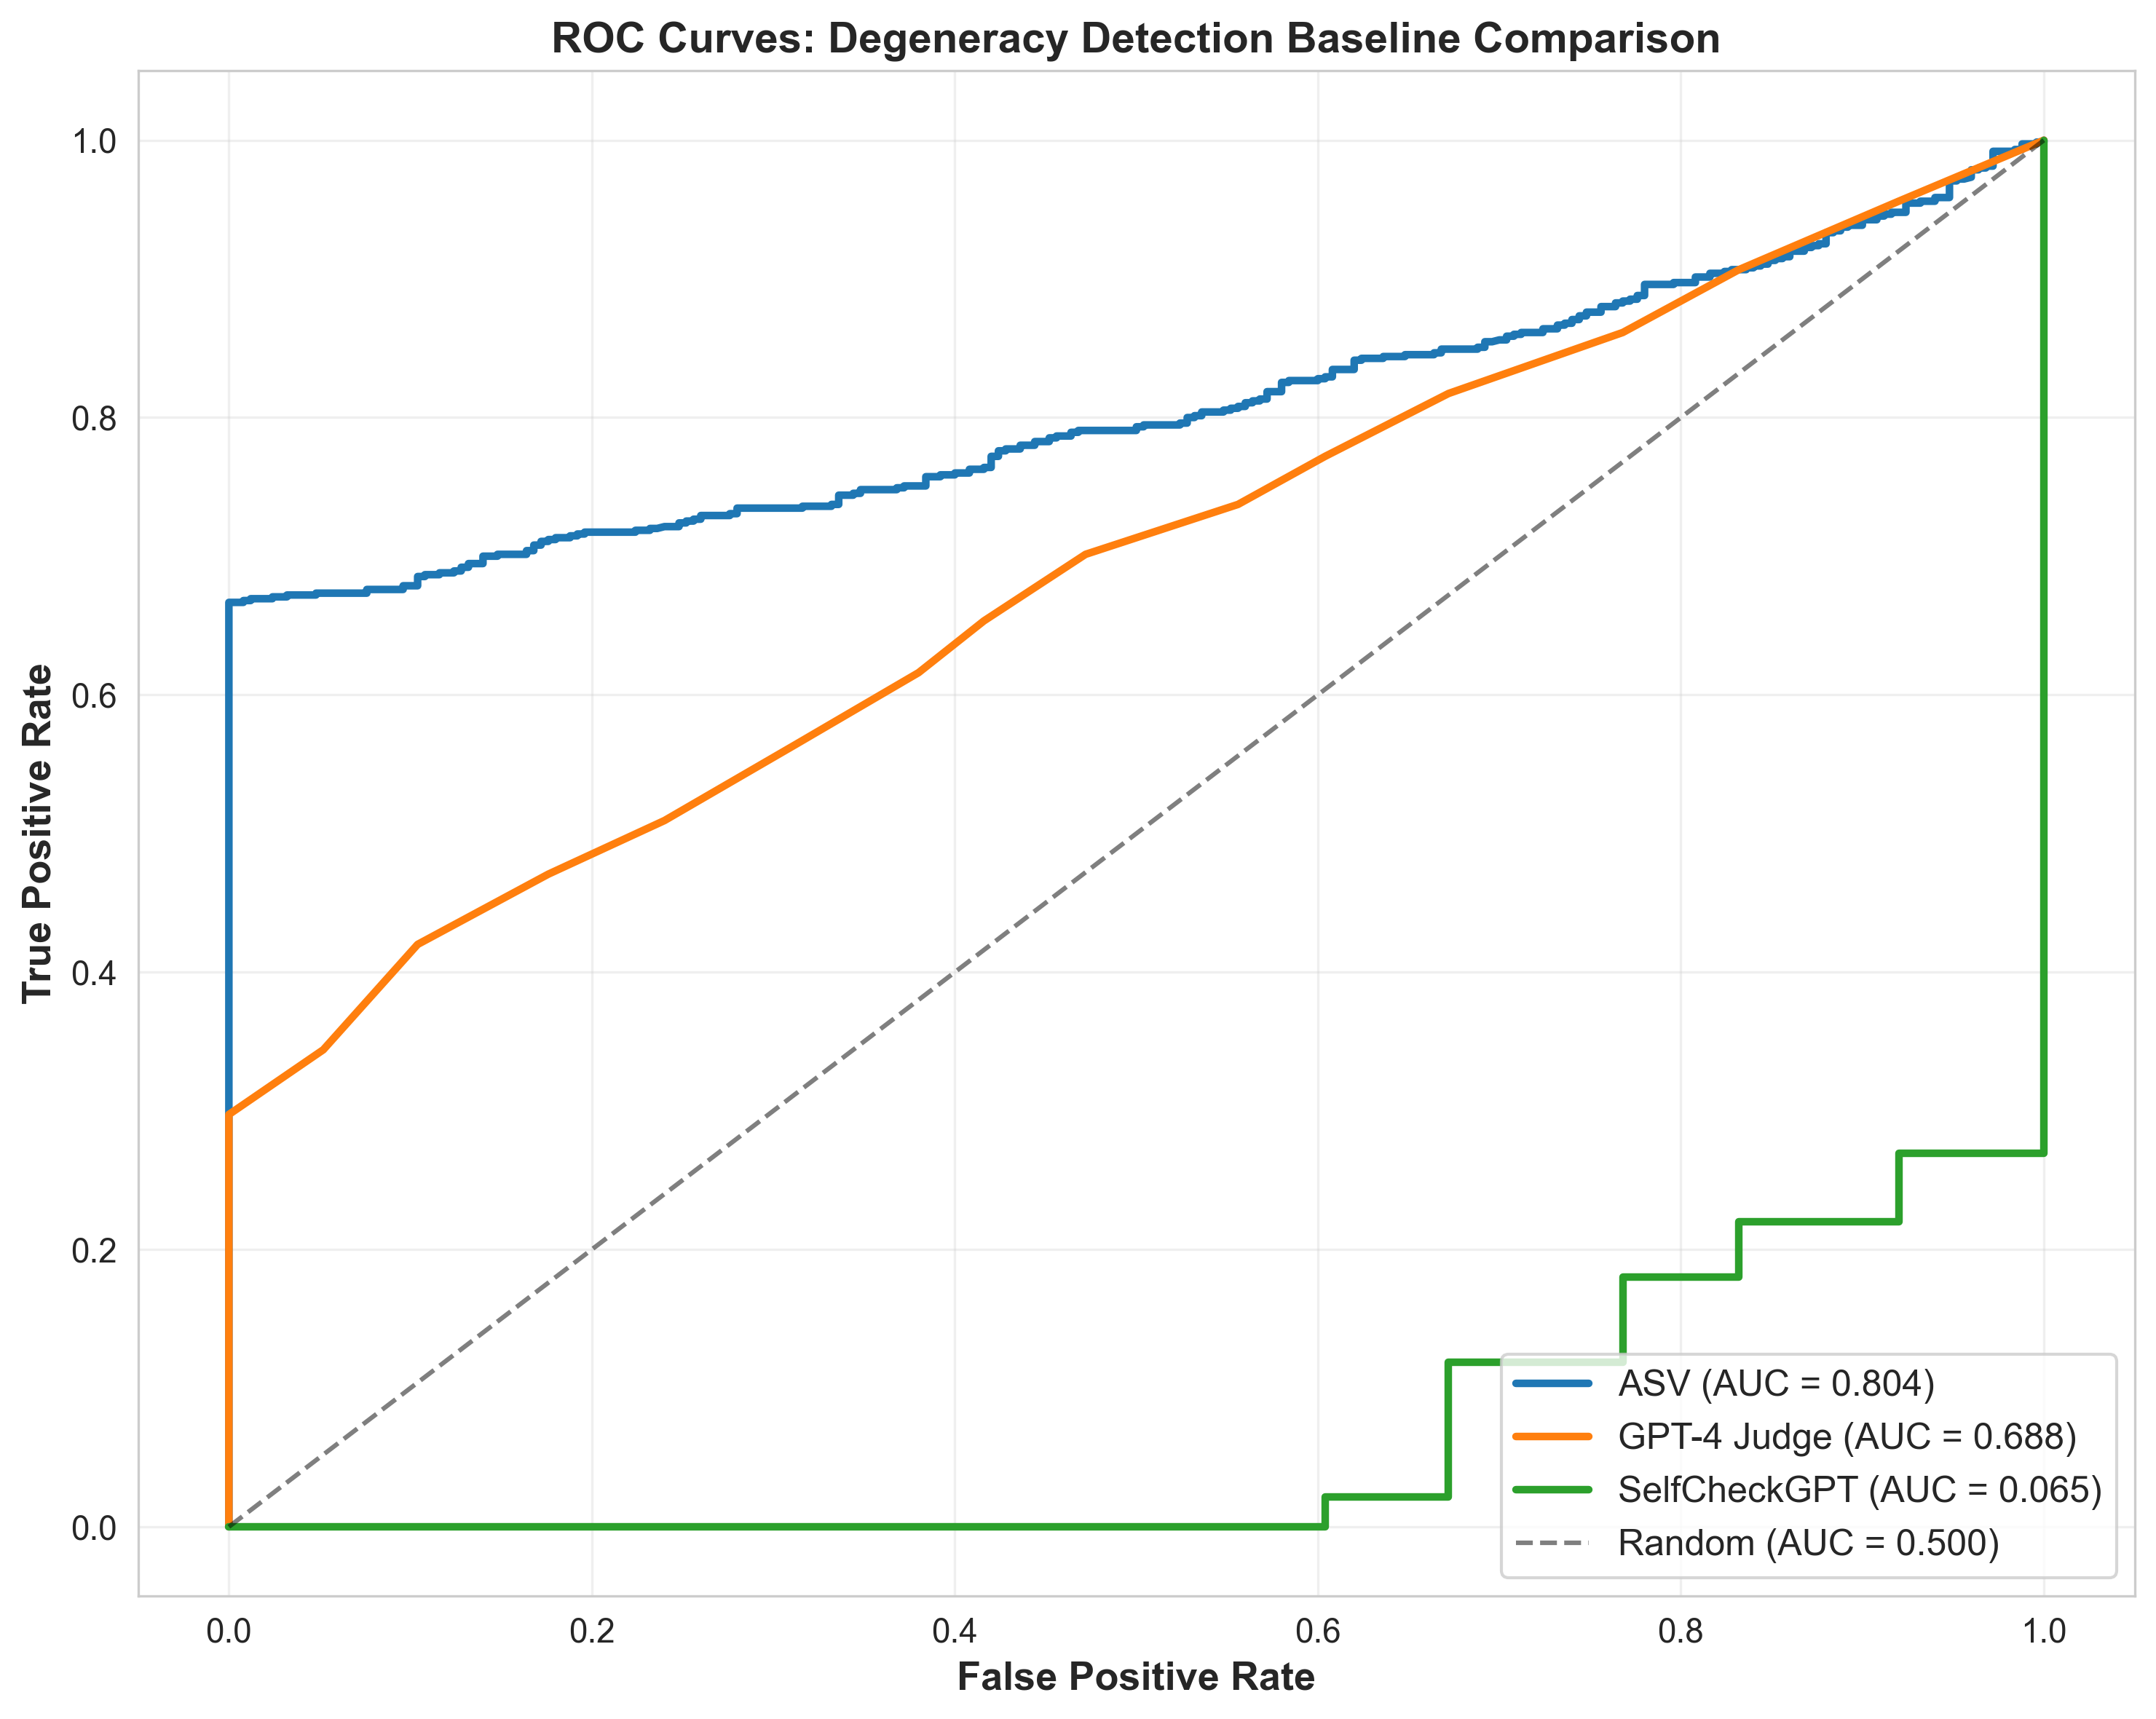 ROC Curves: Degeneracy Detection Baseline Comparison
True Positive Rate
1.0
0.8
0.6
0.4
0.2
0.0
ASV (AUC = 0.804)
GPT-4 Judge (AUC = 0.688)
SelfCheckGPT (AUC = 0.065)
Random (AUC = 0.500)
0.0 0.2 0.4 0.6 0.8 1.0
False Positive Rate